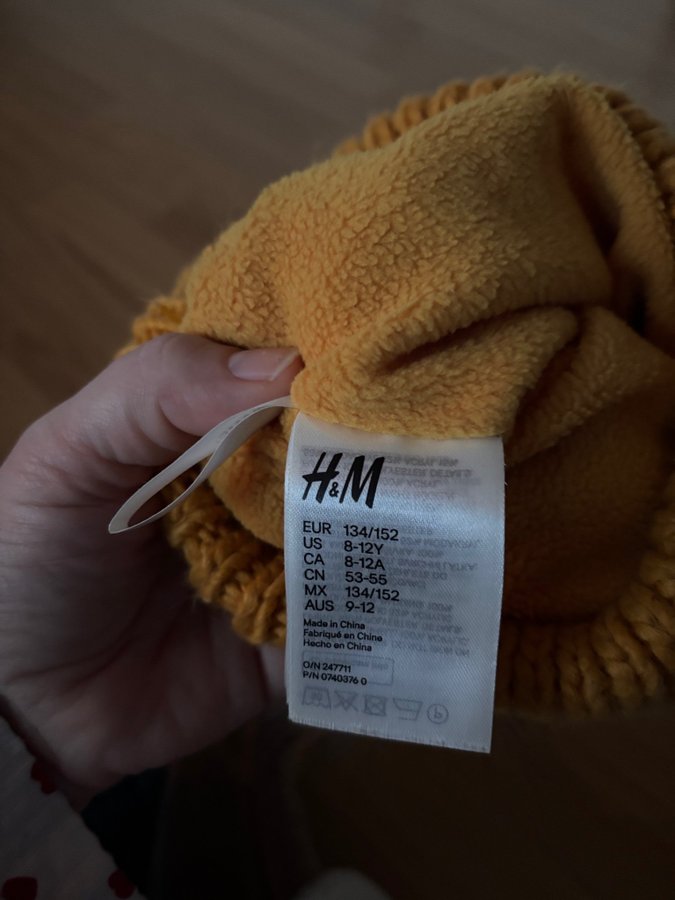 H&M
EUR 134/152
US 8-12Y
CA 8-12A
CN 53-55
MX 134/152
AUS 9-12
Made in China
Fabriqué en Chine
Hecho en China
O/N 247711
P/N 0740376 0